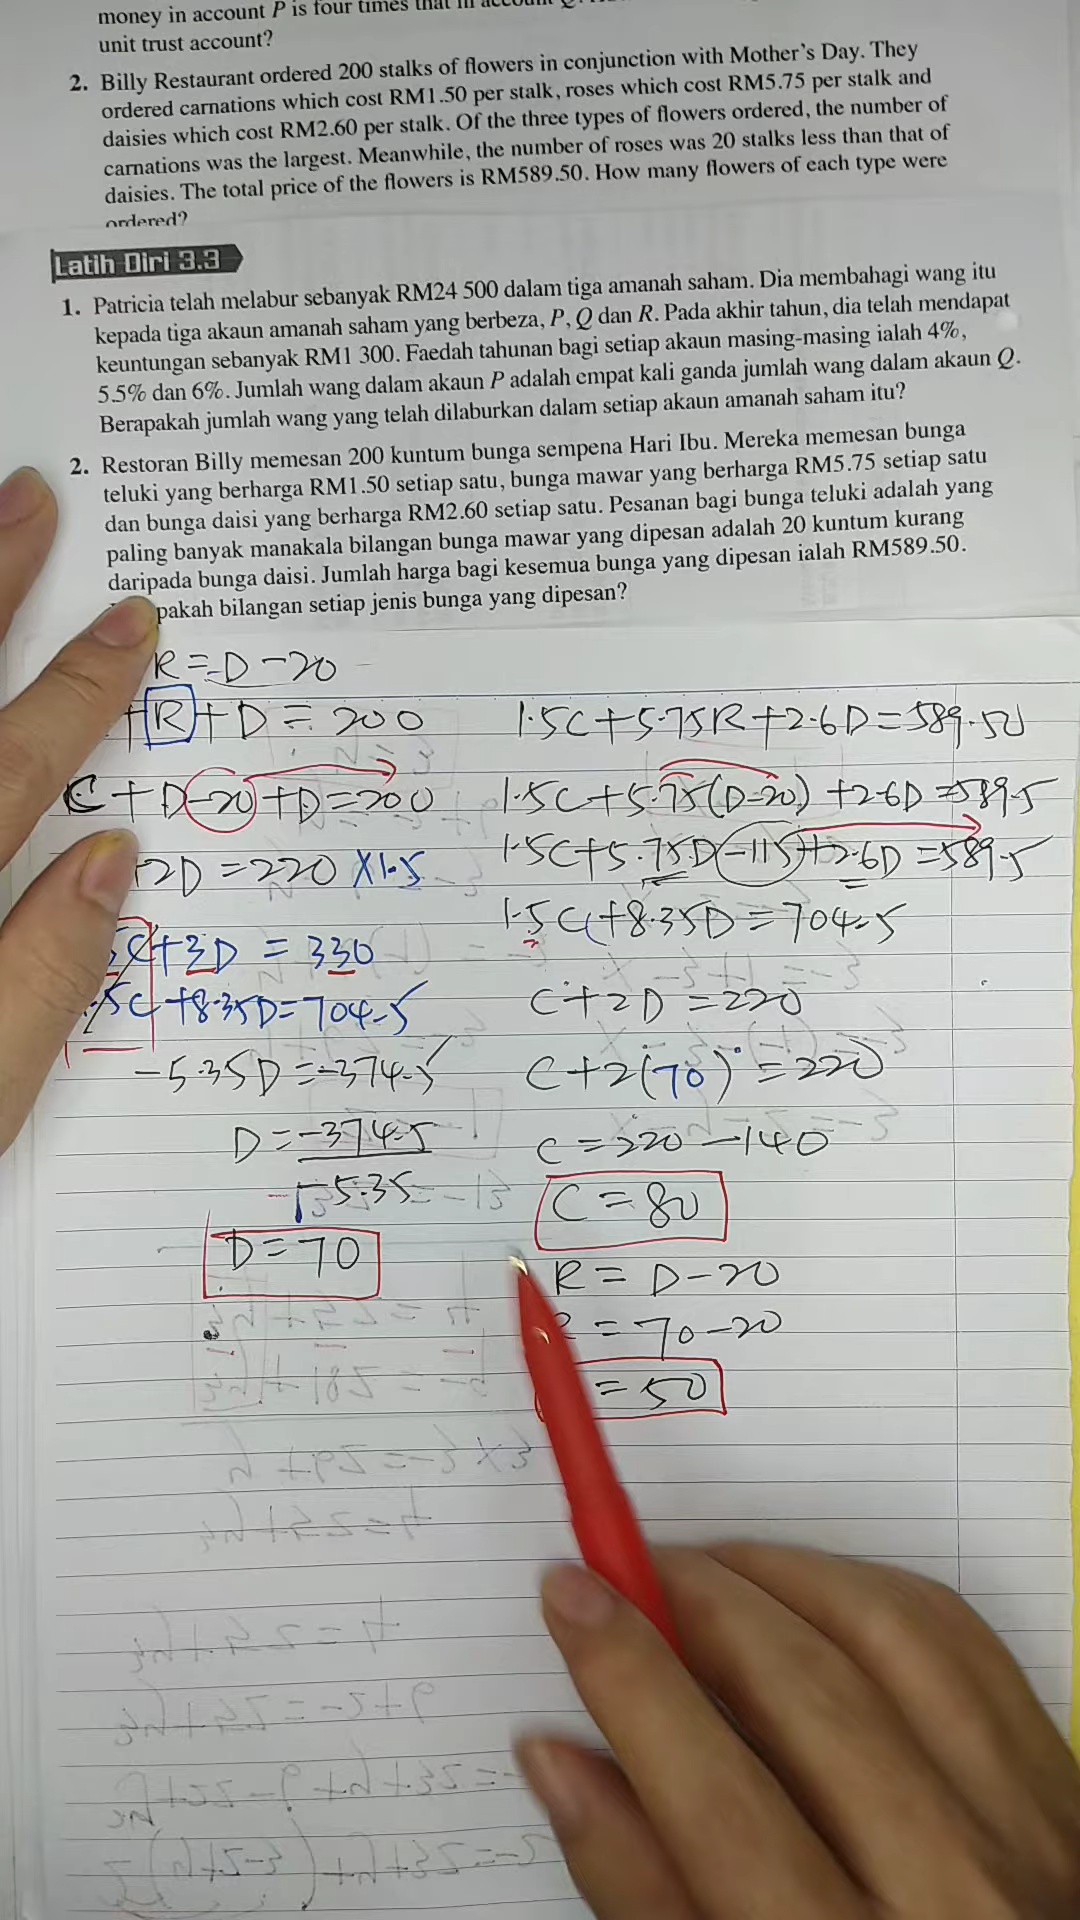 money in account P is four times that in account Q.
unit trust account?
2. Billy Restaurant ordered 200 stalks of flowers in conjunction with Mother's Day. They
ordered carnations which cost RM1.50 per stalk, roses which cost RM5.75 per stalk and
daisies which cost RM2.60 per stalk. Of the three types of flowers ordered, the number of
carnations was the largest. Meanwhile, the number of roses was 20 stalks less than that of
daisies. The total price of the flowers is RM589.50. How many flowers of each type were
ordered?
Latih Diri 3.3
1. Patricia telah melabur sebanyak RM24 500 dalam tiga amanah saham. Dia membahagi wang itu
kepada tiga akaun amanah saham yang berbeza, P, Q dan R. Pada akhir tahun, dia telah mendapat
keuntungan sebanyak RM1 300. Faedah tahunan bagi setiap akaun masing-masing ialah 4%,
5.5% dan 6%. Jumlah wang dalam akaun P adalah empat kali ganda jumlah wang dalam akaun Q.
Berapakah jumlah wang yang telah dilaburkan dalam setiap akaun amanah saham itu?
2. Restoran Billy memesan 200 kuntum bunga sempena Hari Ibu. Mereka memesan bunga
teluki yang berharga RM1.50 setiap satu, bunga mawar yang berharga RM5.75 setiap satu
dan bunga daisi yang berharga RM2.60 setiap satu. Pesanan bagi bunga teluki adalah yang
paling banyak manakala bilangan bunga mawar yang dipesan adalah 20 kuntum kurang
daripada bunga daisi. Jumlah harga bagi kesemua bunga yang dipesan ialah RM589.50.
pakah bilangan setiap jenis bunga yang dipesan?
R = D - 20
+ R + D = 200
C + D - 20 + D = 200
+2D = 220 × 1.5
5C + 3D = 330
.5C + 8.35D = 704.5
-5.35D = -374.5
D = -374.5
-5.35
D = 70
1.5C + 5.75R + 2.6D = 589.50
1.5C + 5.75(D-20) + 2.6D = 589.5
1.5C + 5.75D - 115 + 2.6D = 589.5
1.5C + 8.35D = 704.5
C + 2D = 220
C + 2(70) = 220
C = 220 - 140
C = 80
R = D - 20
= 70 - 20
= 50